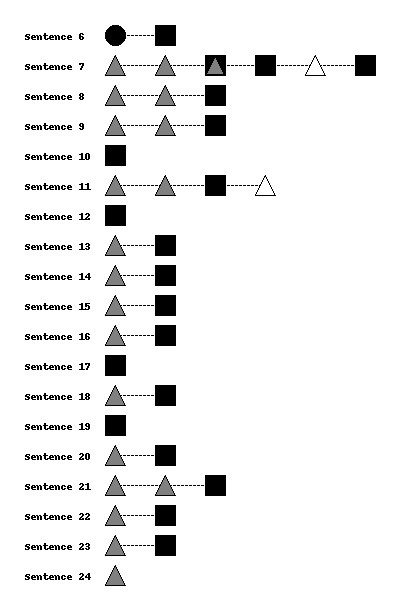 Sentence 6
Sentence 7
Sentence 8
Sentence 9
Sentence 10
Sentence 11
Sentence 12
Sentence 13
Sentence 14
Sentence 15
Sentence 16
Sentence 17
Sentence 18
Sentence 19
Sentence 20
Sentence 21
Sentence 22
Sentence 23
Sentence 24